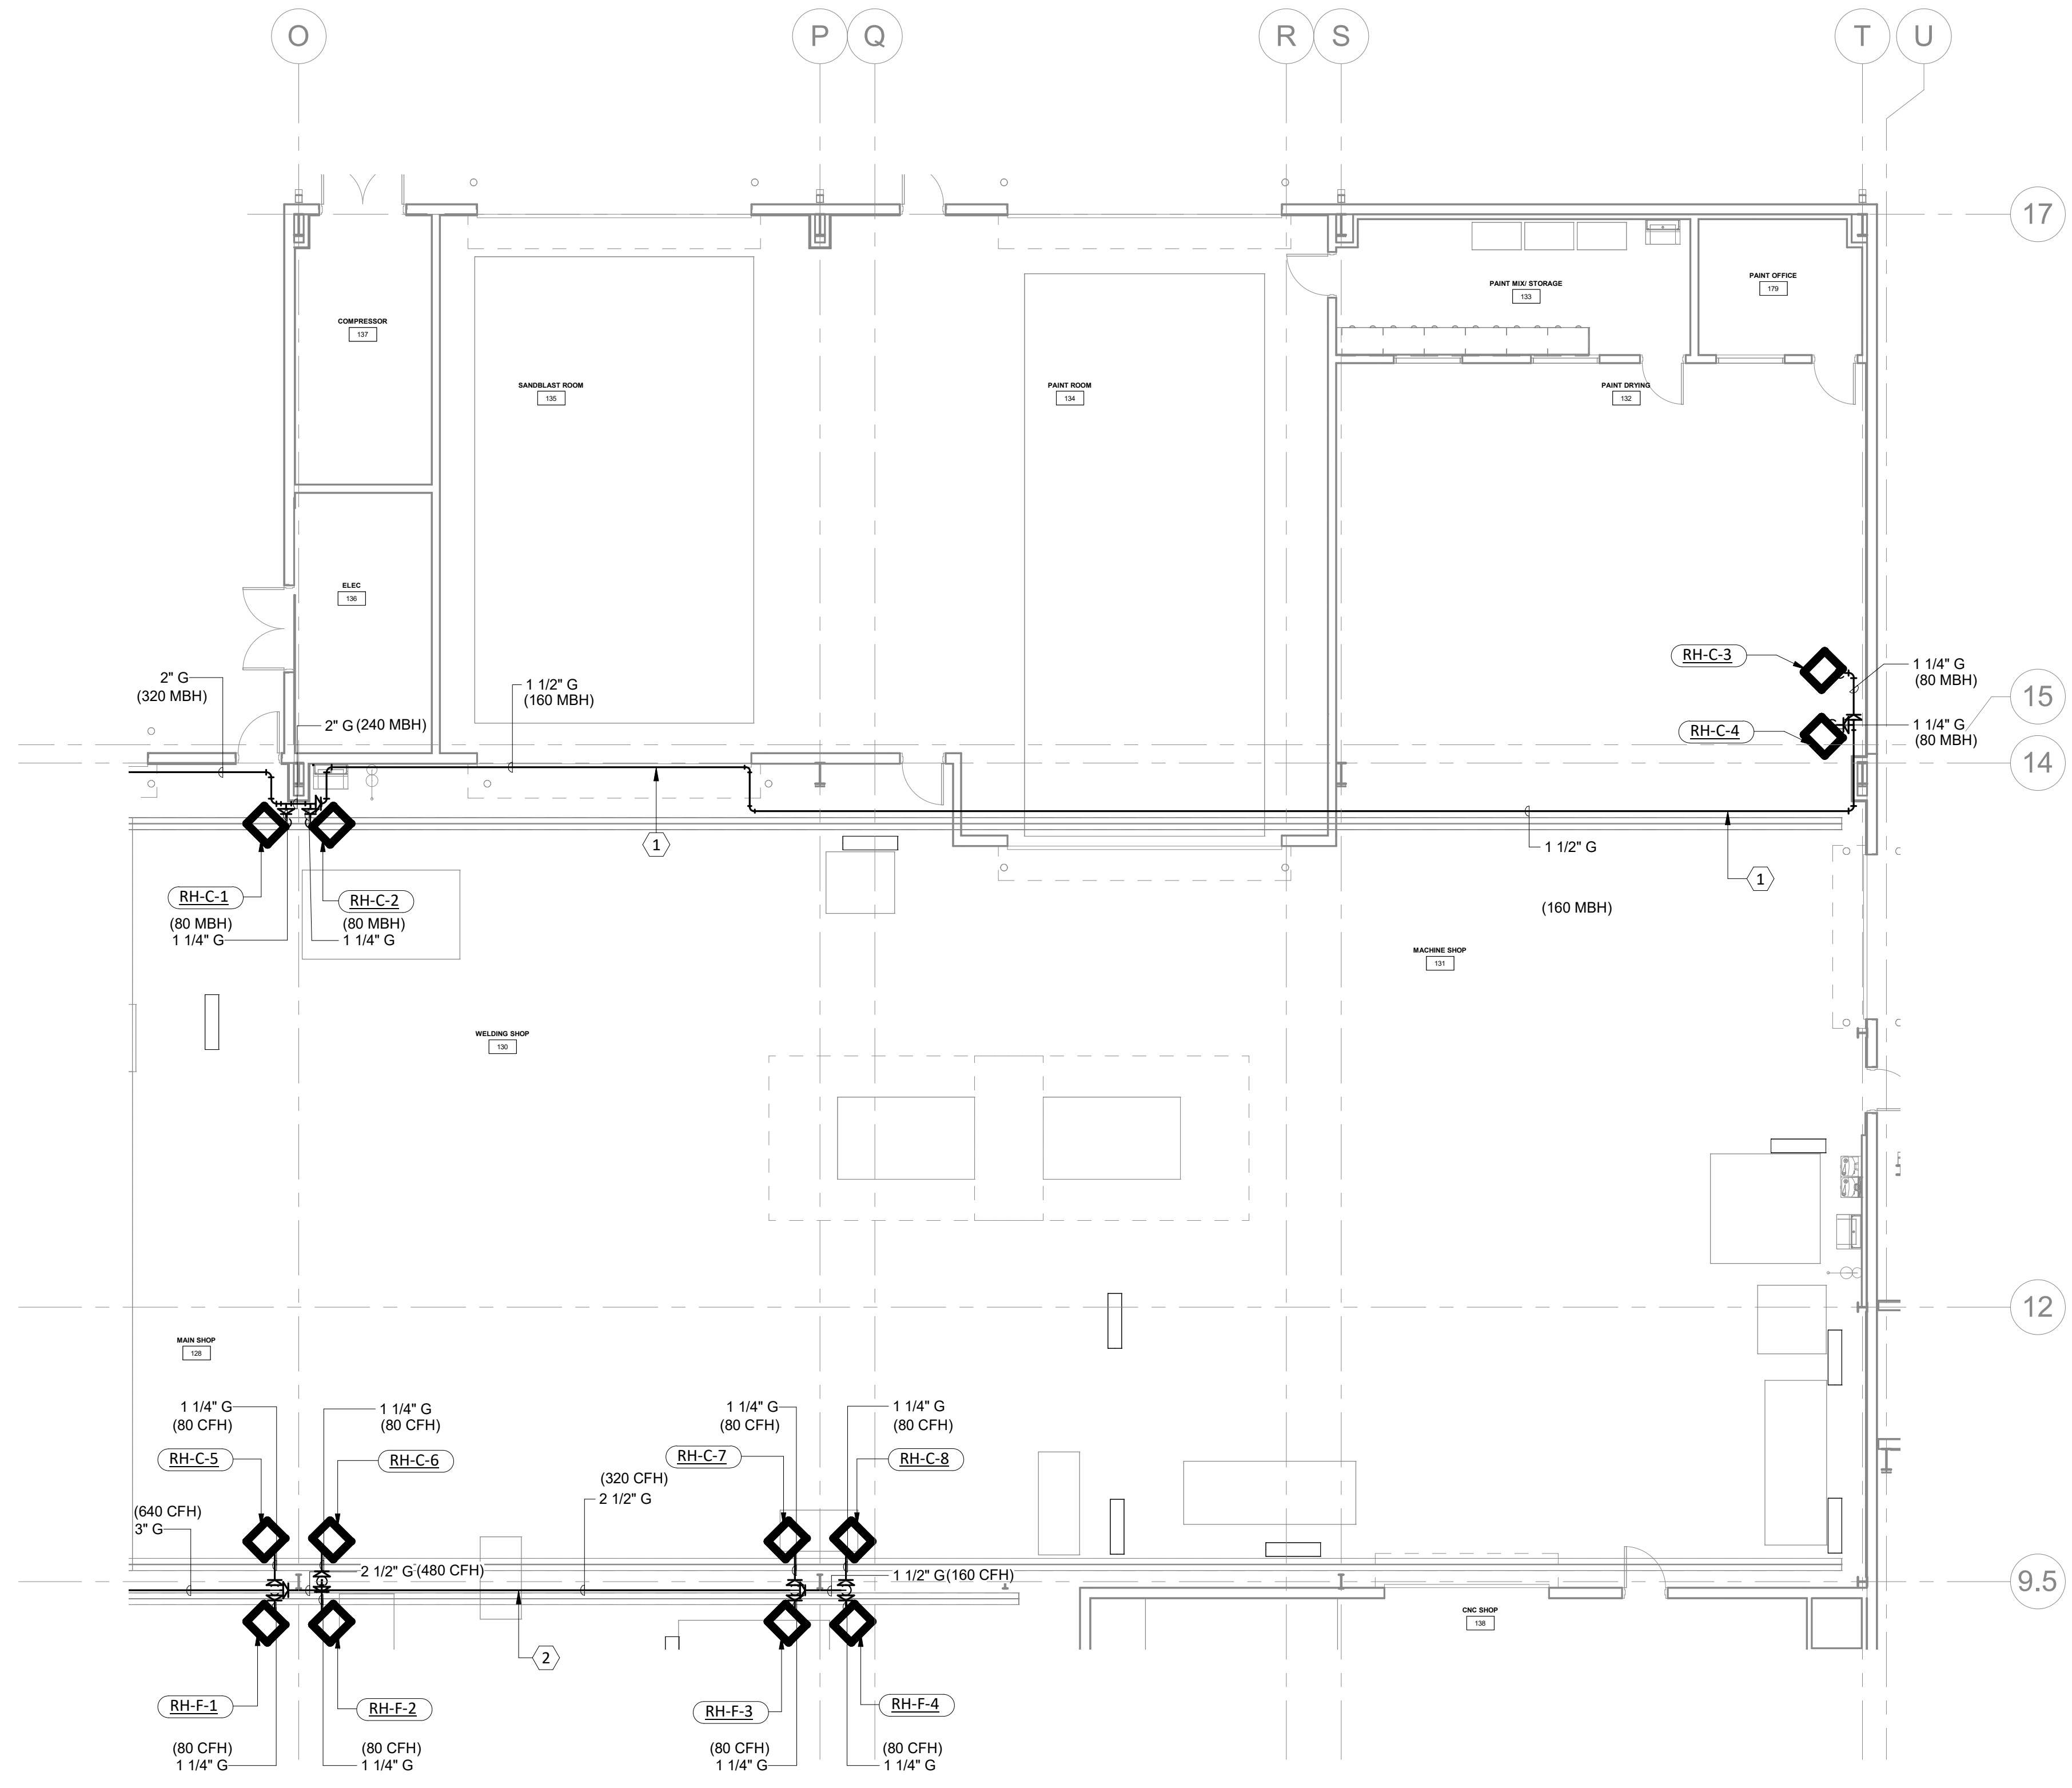 O
P
Q
R
S
T
U
17
PAINT OFFICE
179
PAINT MIX/ STORAGE
133
COMPRESSOR
137
SANDBLAST ROOM
135
PAINT ROOM
134
PAINT DRYING
132
ELEC
136
2" G
(320 MBH)
1 1/2" G
(160 MBH)
2" G (240 MBH)
RH-C-3
1 1/4" G
(80 MBH)
15
RH-C-4
1 1/4" G
(80 MBH)
14
1
1 1/2" G
1
RH-C-1
(80 MBH)
1 1/4" G
RH-C-2
(80 MBH)
1 1/4" G
(160 MBH)
MACHINE SHOP
131
WELDING SHOP
130
12
MAIN SHOP
128
1 1/4" G
(80 CFH)
1 1/4" G
(80 CFH)
1 1/4" G
(80 CFH)
1 1/4" G
(80 CFH)
RH-C-5
RH-C-6
RH-C-7
RH-C-8
(640 CFH)
3" G
(320 CFH)
2 1/2" G
2 1/2" G (480 CFH)
1 1/2" G (160 CFH)
9.5
CNC SHOP
138
2
RH-F-1
RH-F-2
RH-F-3
RH-F-4
(80 CFH)
1 1/4" G
(80 CFH)
1 1/4" G
(80 CFH)
1 1/4" G
(80 CFH)
1 1/4" G